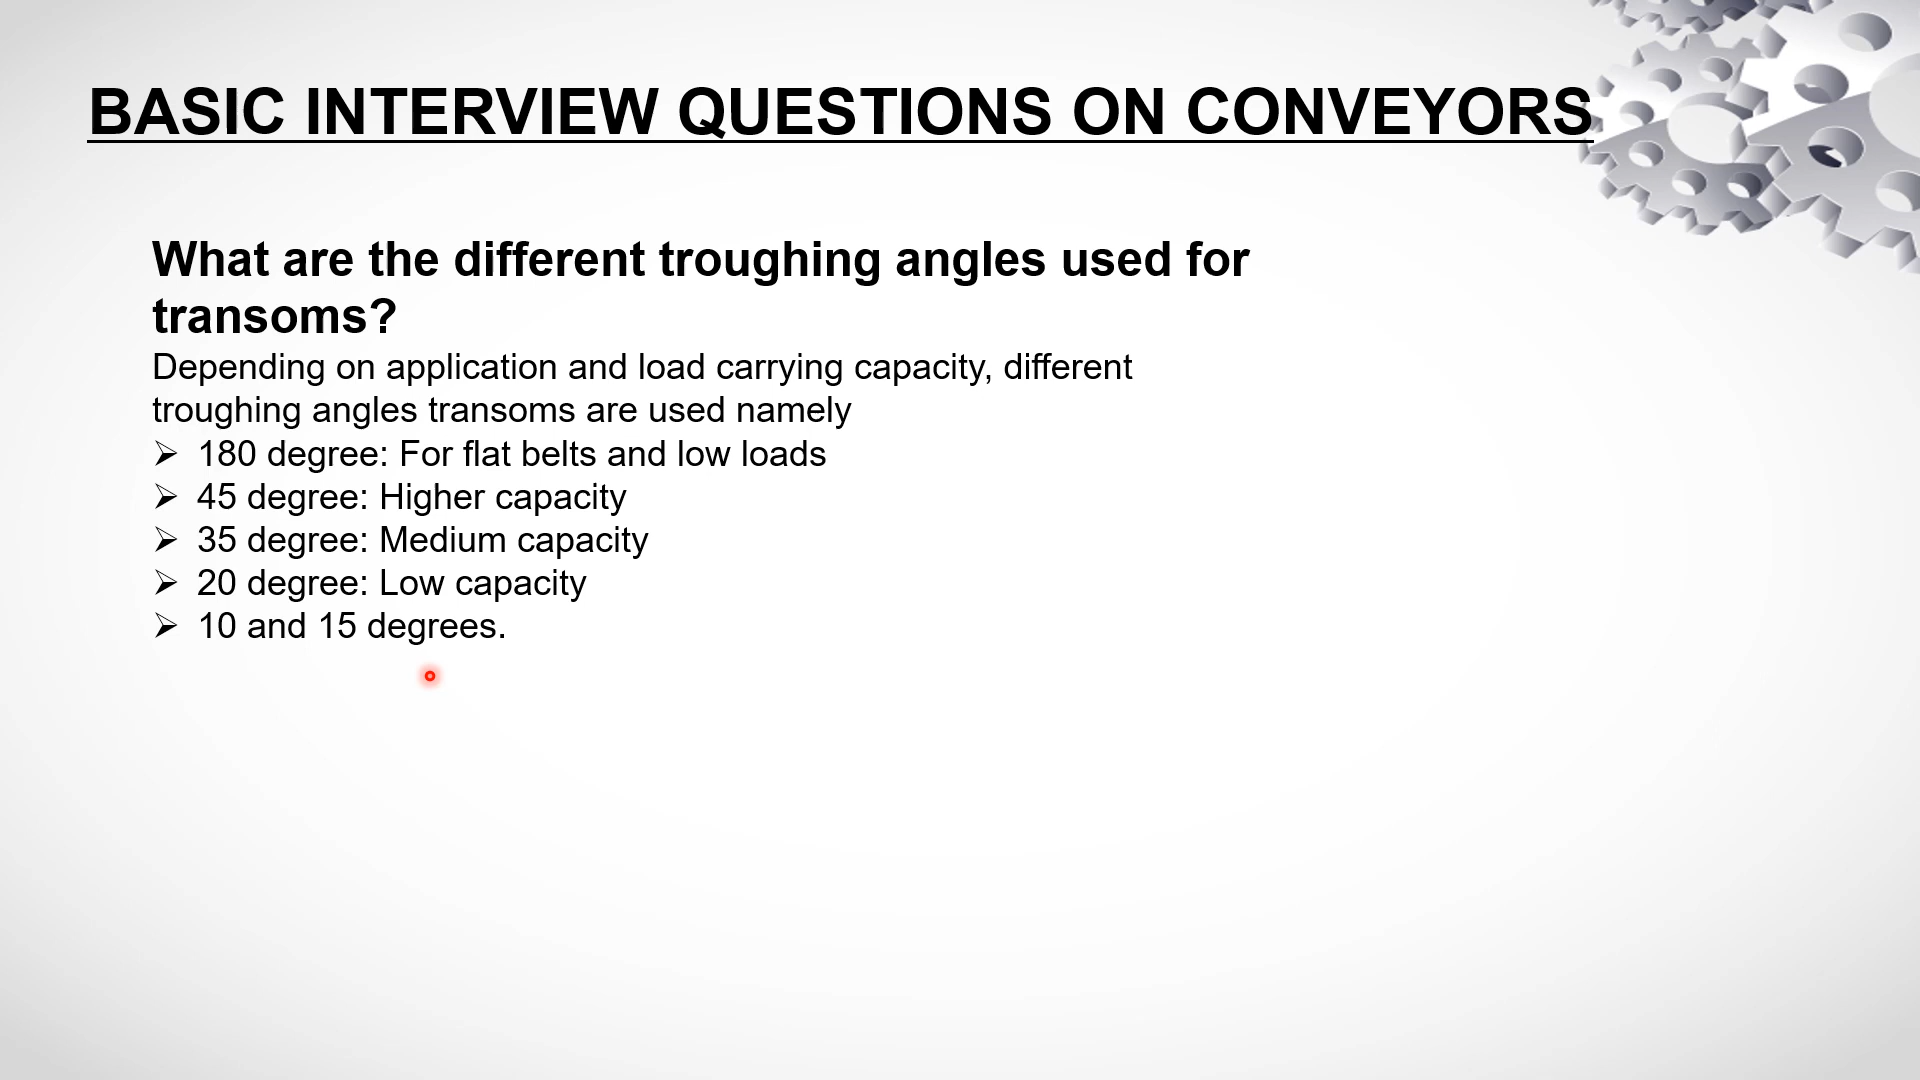 BASIC INTERVIEW QUESTIONS ON CONVEYORS
What are the different troughing angles used for
transoms?
Depending on application and load carrying capacity, different
troughing angles transoms are used namely
➢ 180 degree: For flat belts and low loads
➢ 45 degree: Higher capacity
➢ 35 degree: Medium capacity
➢ 20 degree: Low capacity
➢ 10 and 15 degrees.